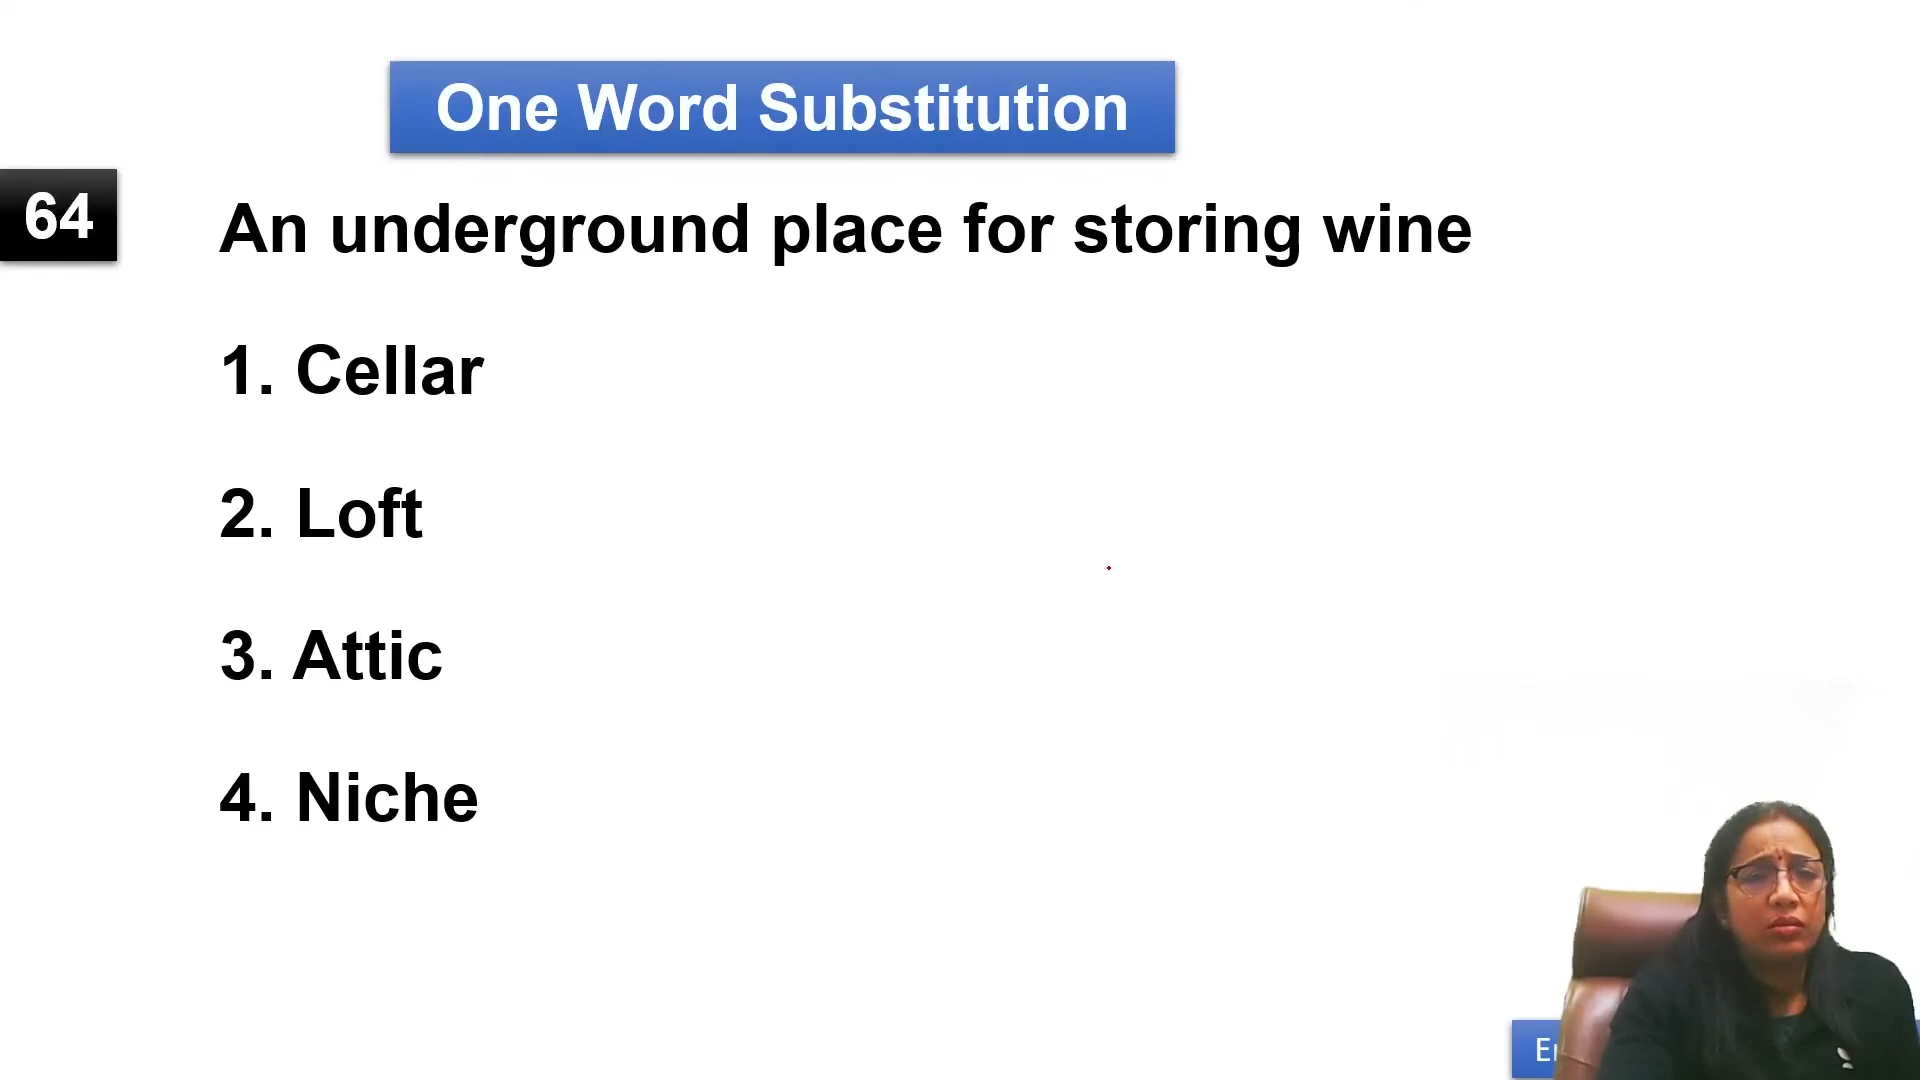 One Word Substitution
64
An underground place for storing wine
1. Cellar
2. Loft
3. Attic
4. Niche